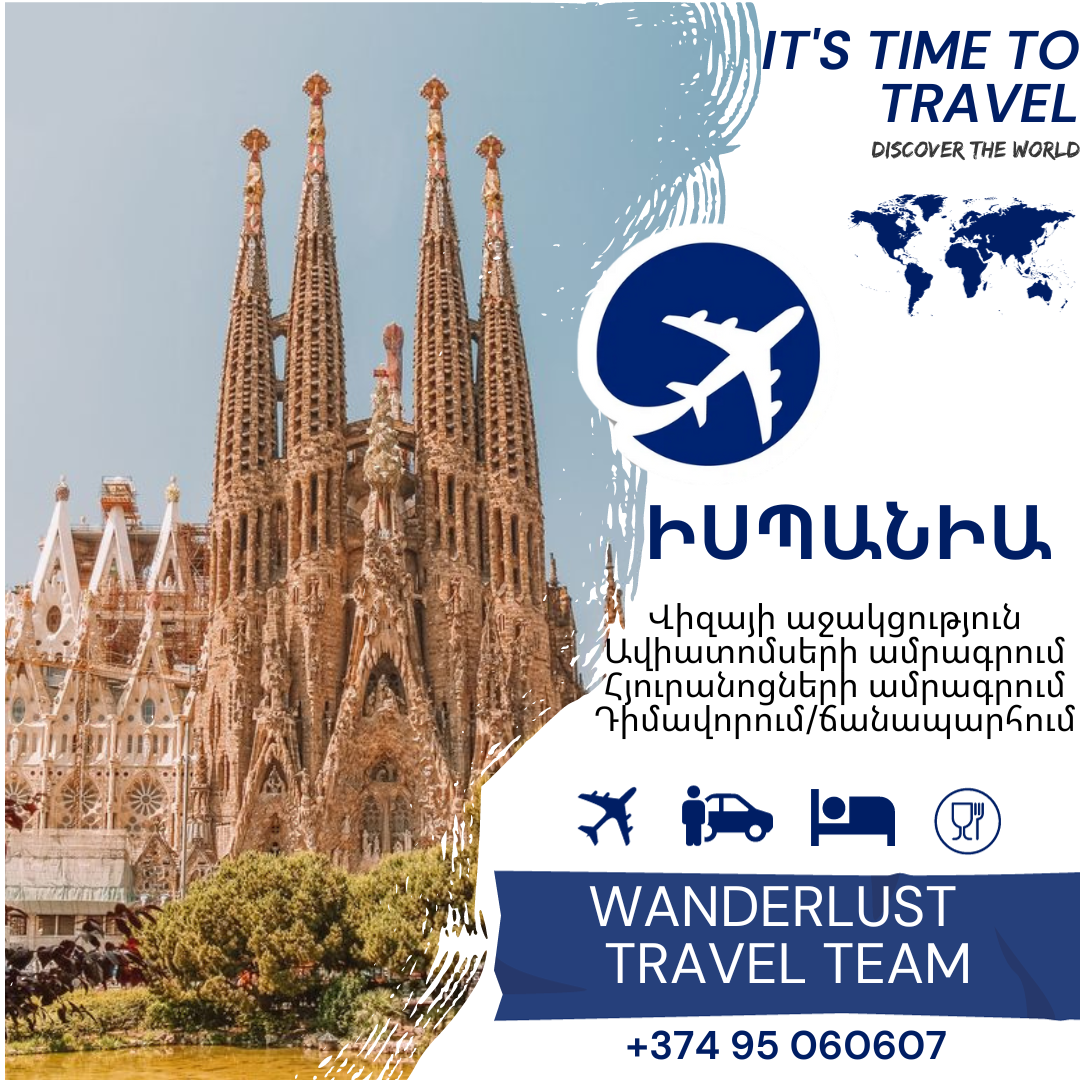 IT'S TIME TO
TRAVEL
DISCOVER THE WORLD
ԻՍՊԱՆԻԱ
Վիզայի աջակցություն
Ավիատոմսերի ամրագրում
Հյուրանոցների ամրագրում
Դիմավորում/ճանապարհում
WANDERLUST
TRAVEL TEAM
+374 95 060607